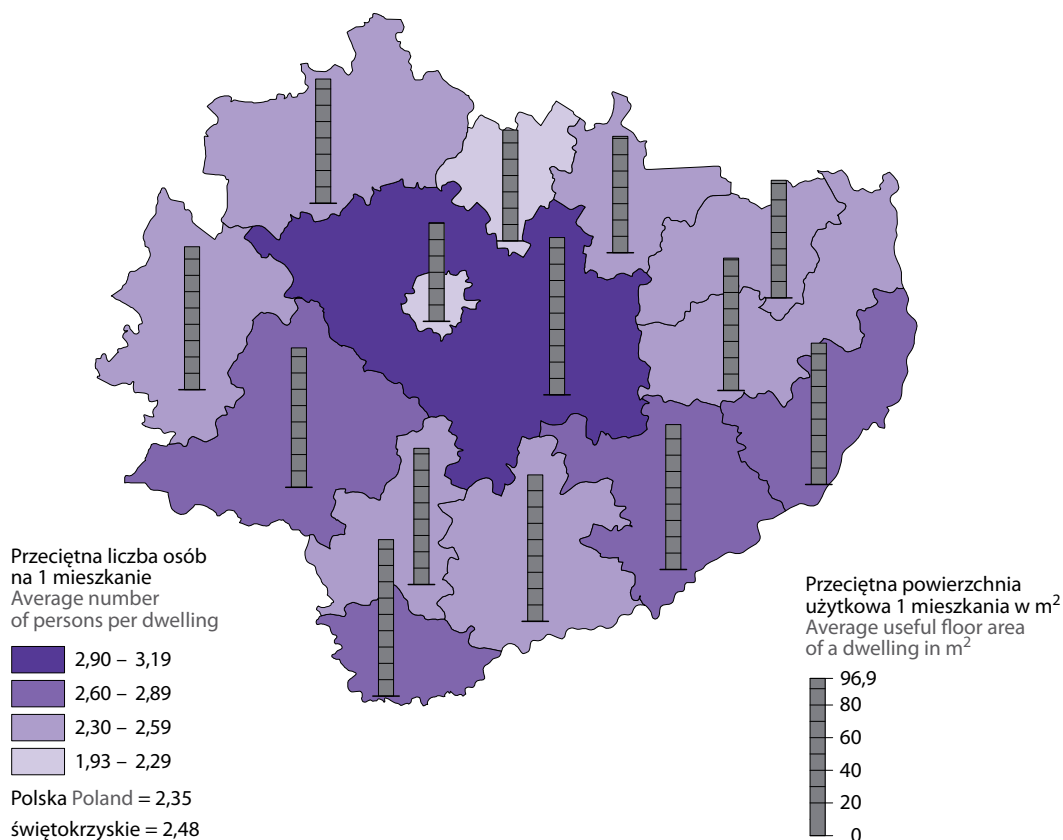 Przeciętna liczba osób
na 1 mieszkanie
Average number
of persons per dwelling
2,90 – 3,19
2,60 – 2,89
2,30 – 2,59
1,93 – 2,29
Polska Poland = 2,35
świętokrzyskie = 2,48
Przeciętna powierzchnia
użytkowa 1 mieszkania w m²
Average useful floor area
of a dwelling in m²
96,9
80
60
40
20
0